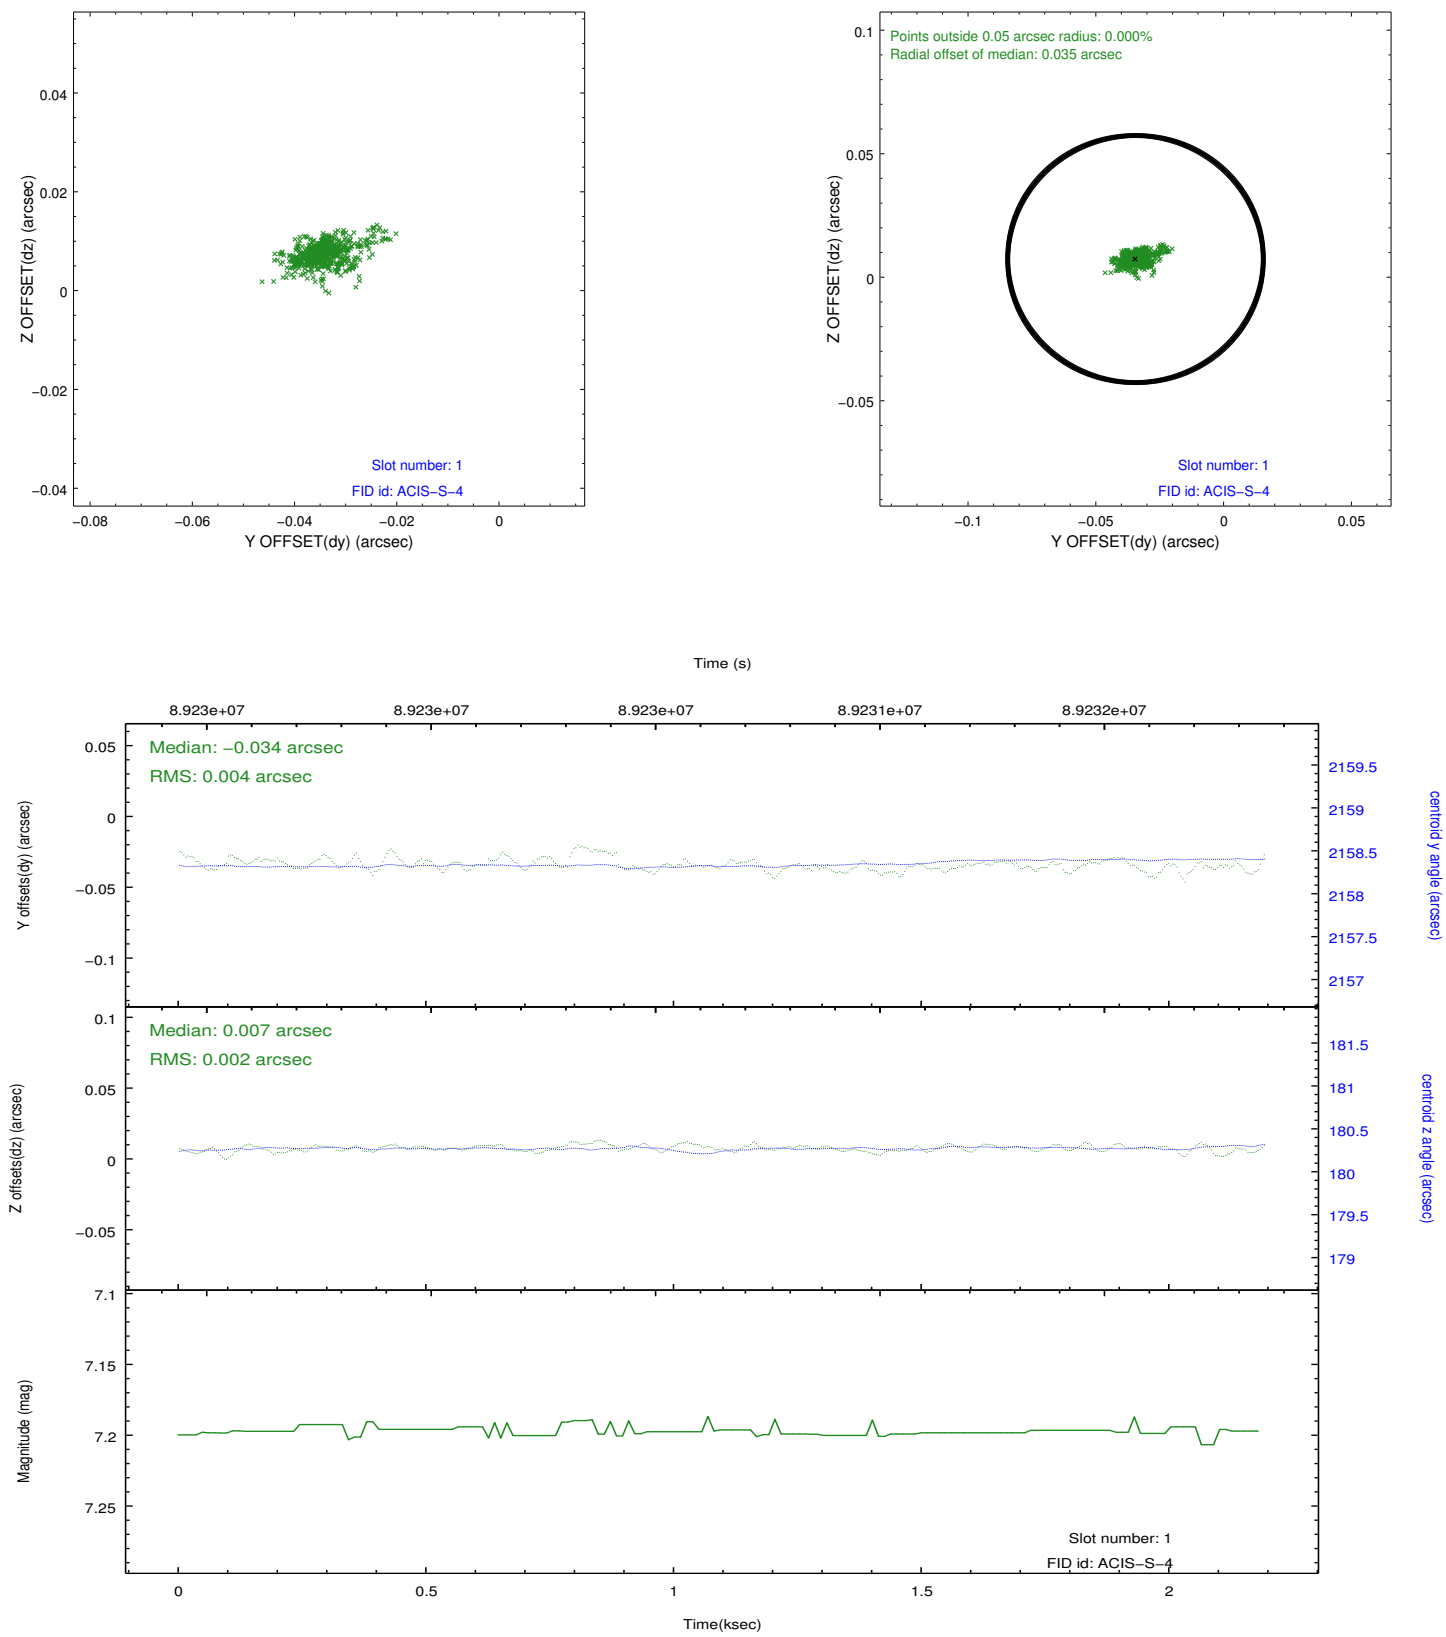 0.04
0.02
0
−0.02
−0.04
Z OFFSET(dz) (arcsec)
Slot number: 1
FID id: ACIS−S−4
−0.08
−0.06
−0.04
−0.02
0
Y OFFSET(dy) (arcsec)
Points outside 0.05 arcsec radius: 0.000%
Radial offset of median: 0.035 arcsec
0.1
0.05
0
−0.05
Z OFFSET(dz) (arcsec)
Slot number: 1
FID id: ACIS−S−4
−0.1
−0.05
0
0.05
Y OFFSET(dy) (arcsec)
Time (s)
8.923e+07
8.923e+07
8.923e+07
8.9231e+07
8.9232e+07
Median: −0.034 arcsec
RMS: 0.004 arcsec
0.05
0
−0.05
−0.1
Y offsets(dy) (arcsec)
2159.5
2159
2158.5
2158
2157.5
2157
centroid y angle (arcsec)
Median: 0.007 arcsec
RMS: 0.002 arcsec
0.1
0.05
0
−0.05
Z offsets(dz) (arcsec)
181.5
181
180.5
180
179.5
179
centroid z angle (arcsec)
7.1
7.15
7.2
7.25
Magnitude (mag)
Slot number: 1
FID id: ACIS−S−4
0
0.5
1
1.5
2
Time(ksec)